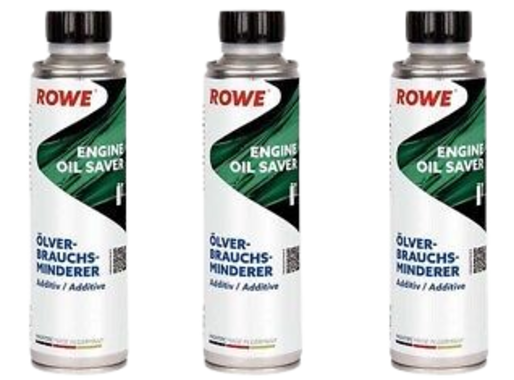 ROWE
ENGINE
OIL SAVER
ÖLVER-
BRAUCHS-
MINDERER
Additiv / Additive
ROWE
ENGINE
OIL SAVER
ÖLVER-
BRAUCHS-
MINDERER
Additiv / Additive
ROWE
ENGINE
OIL SAVER
ÖLVER-
BRAUCHS-
MINDERER
Additiv / Additive